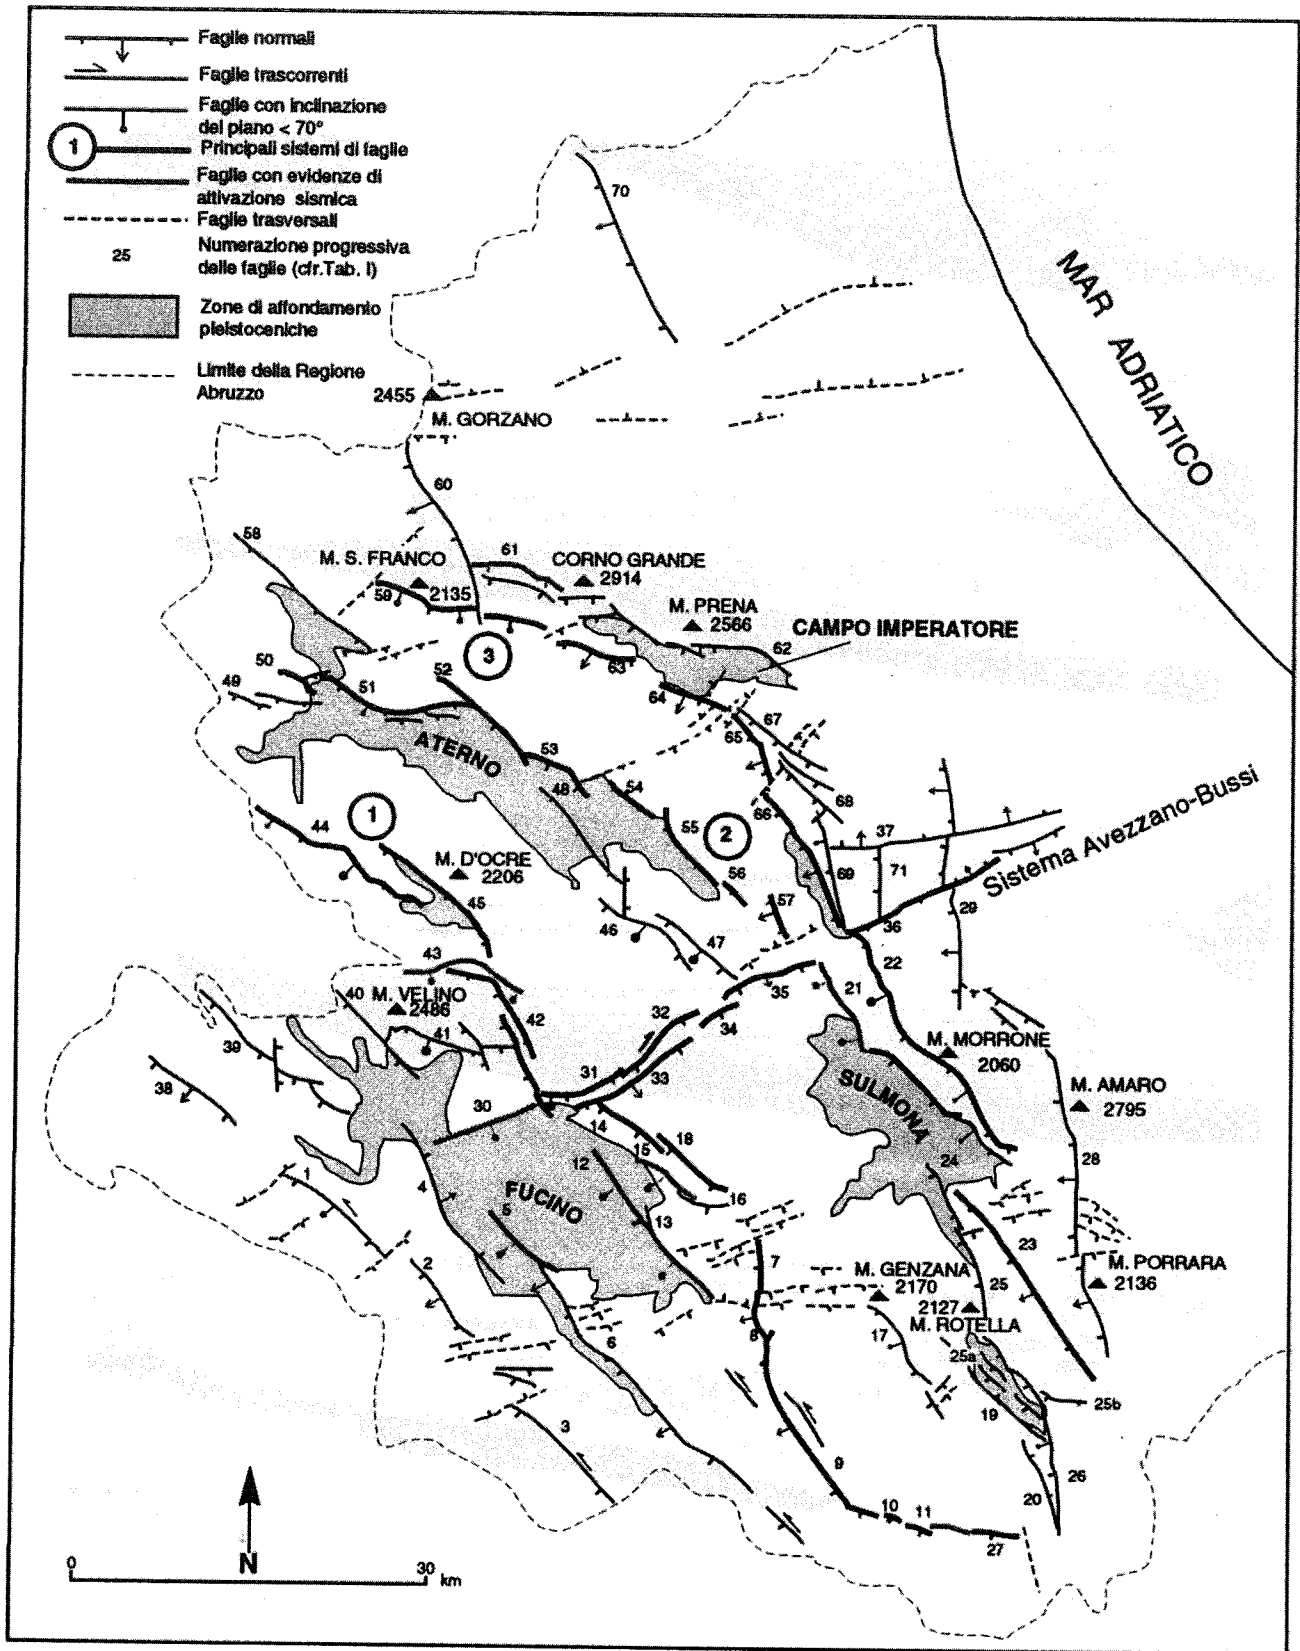 Faglie normali
Faglie trascorrenti
Faglie con inclinazione
del piano < 70°
1
Principali sistemi di faglie
Faglie con evidenze di
attivazione sismica
Faglie trasversali
25
Numerazione progressiva
delle faglie (cfr.Tab. I)
Zone di affondamento
pleistoceniche
Limite della Regione
Abruzzo
70
MAR ADRIATICO
2455
M. GORZANO
60
58
M. S. FRANCO
2135
59
61
CORNO GRANDE
2914
M. PRENA
2566
CAMPO IMPERATORE
62
3
63
50
49
51
52
64
67
65
ATERNO
53
48
54
68
66
55
2
37
1
44
M. D'OCRE
2206
45
56
69
71
Sistema Avezzano-Bussi
57
46
47
36
29
22
43
40
M. VELINO
2486
41
42
32
35
34
21
39
38
31
33
M. MORRONE
2060
SULMONA
M. AMARO
2795
30
14
15
18
12
24
28
1
4
FUCINO
5
16
13
23
2
7
M. GENZANA
2170
25
M. PORRARA
2136
2127
M. ROTELLA
6
8
17
25a
19
25b
3
9
26
20
10
11
27
N
0
30
km